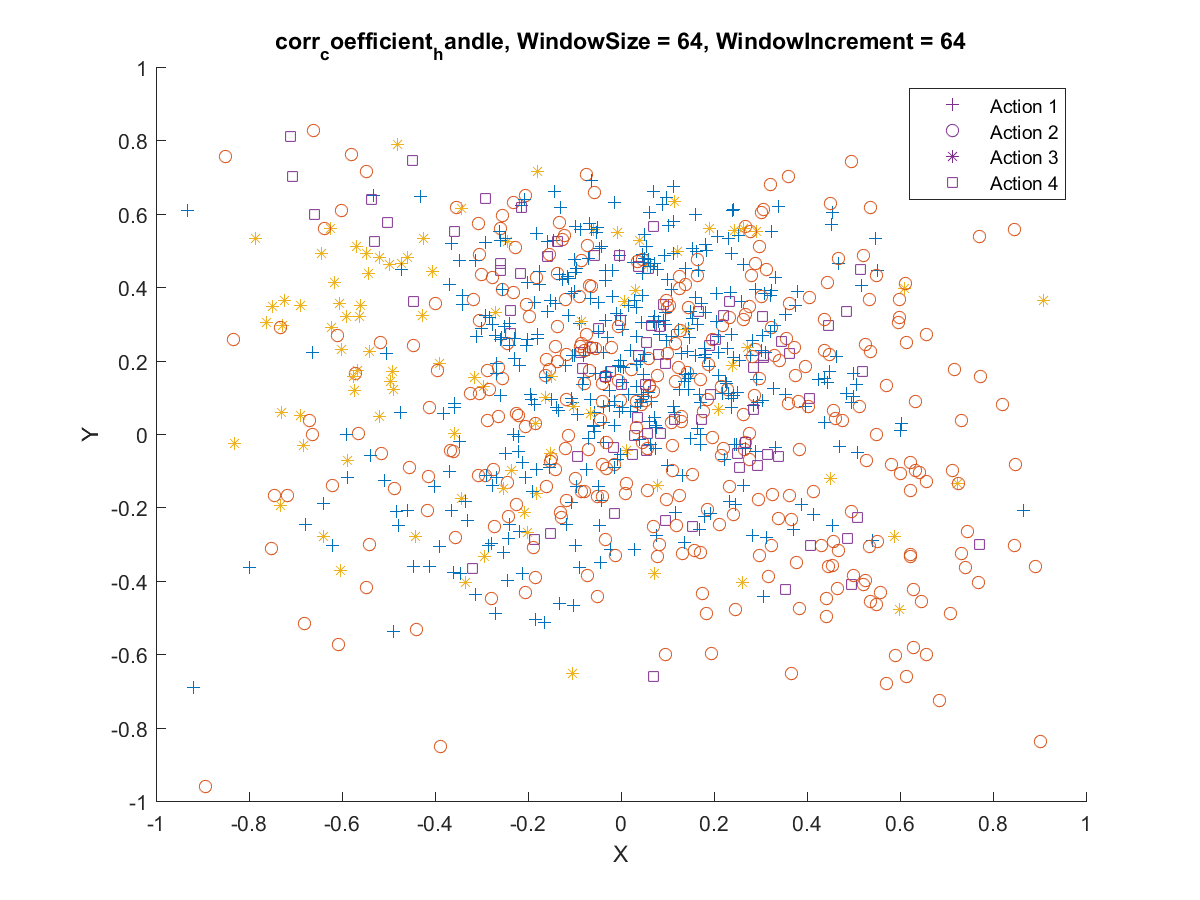 corr_coefficient_handle, WindowSize = 64, WindowIncrement = 64
1
0.8
0.6
0.4
0.2
0
-0.2
-0.4
-0.6
-0.8
-1
Y
Action 1
Action 2
Action 3
Action 4
-1 -0.8 -0.6 -0.4 -0.2 0 0.2 0.4 0.6 0.8 1
X